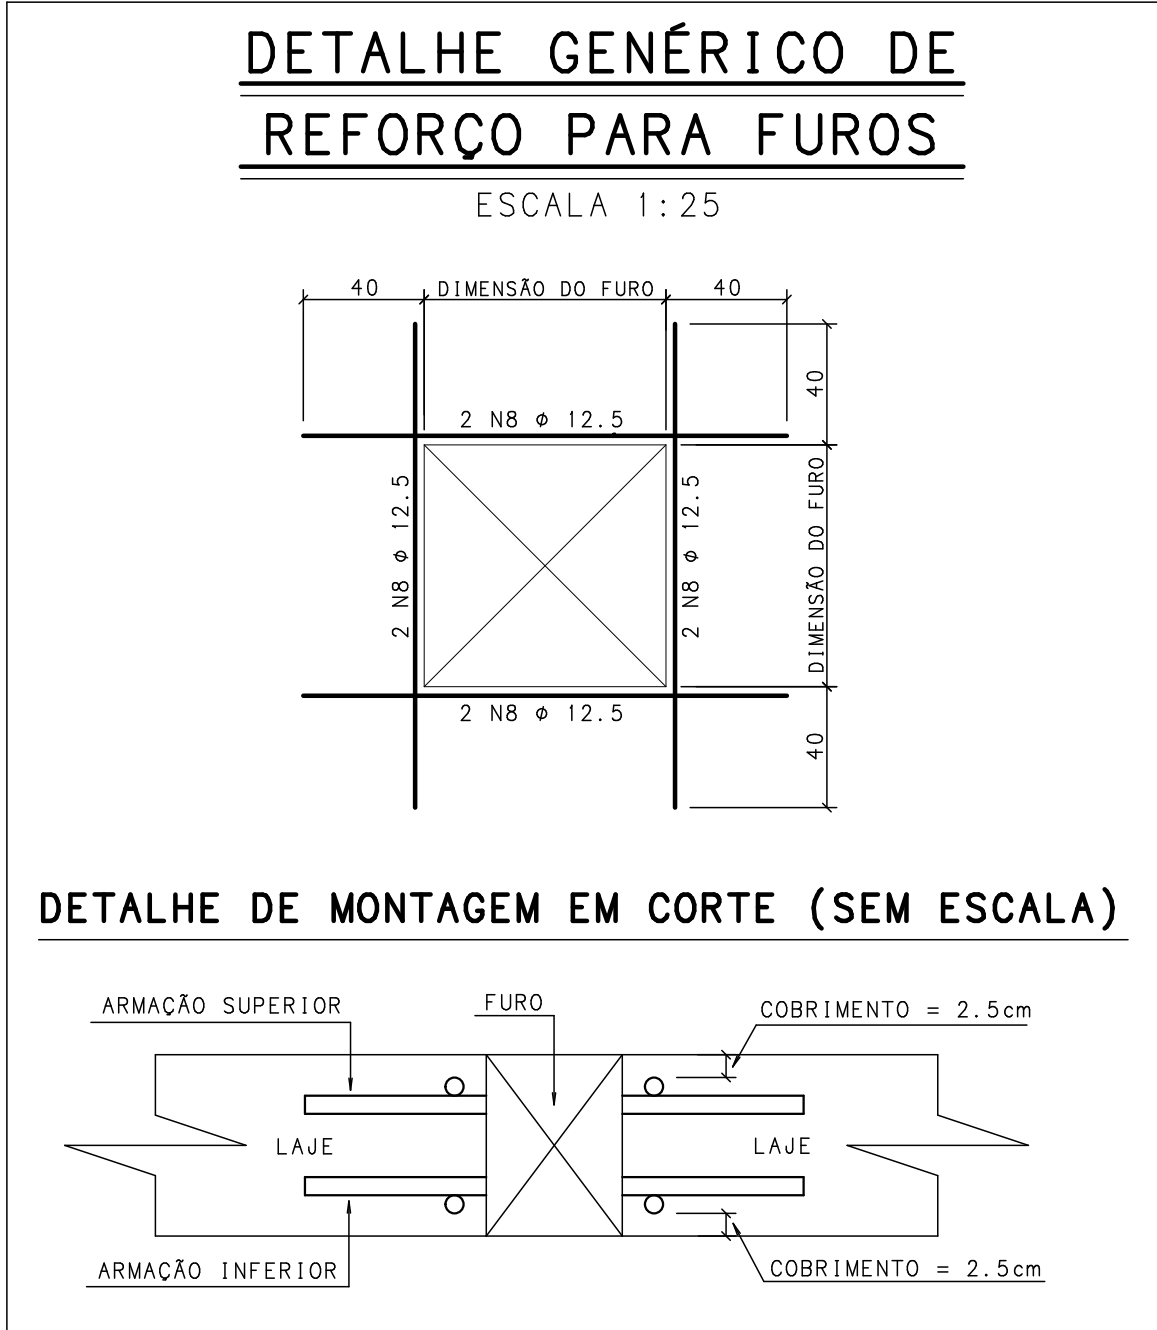 DETALHE GENÉRICO DE
REFORÇO PARA FUROS
ESCALA 1:25
40
DIMENSÃO DO FURO
40
40
2 N8 ϕ 12.5
2 N8 ϕ 12.5
2 N8 ϕ 12.5
DIMENSÃO DO FURO
2 N8 ϕ 12.5
40
DETALHE DE MONTAGEM EM CORTE (SEM ESCALA)
ARMAÇÃO SUPERIOR
FURO
COBRIMENTO = 2.5cm
LAJE
LAJE
ARMAÇÃO INFERIOR
COBRIMENTO = 2.5cm